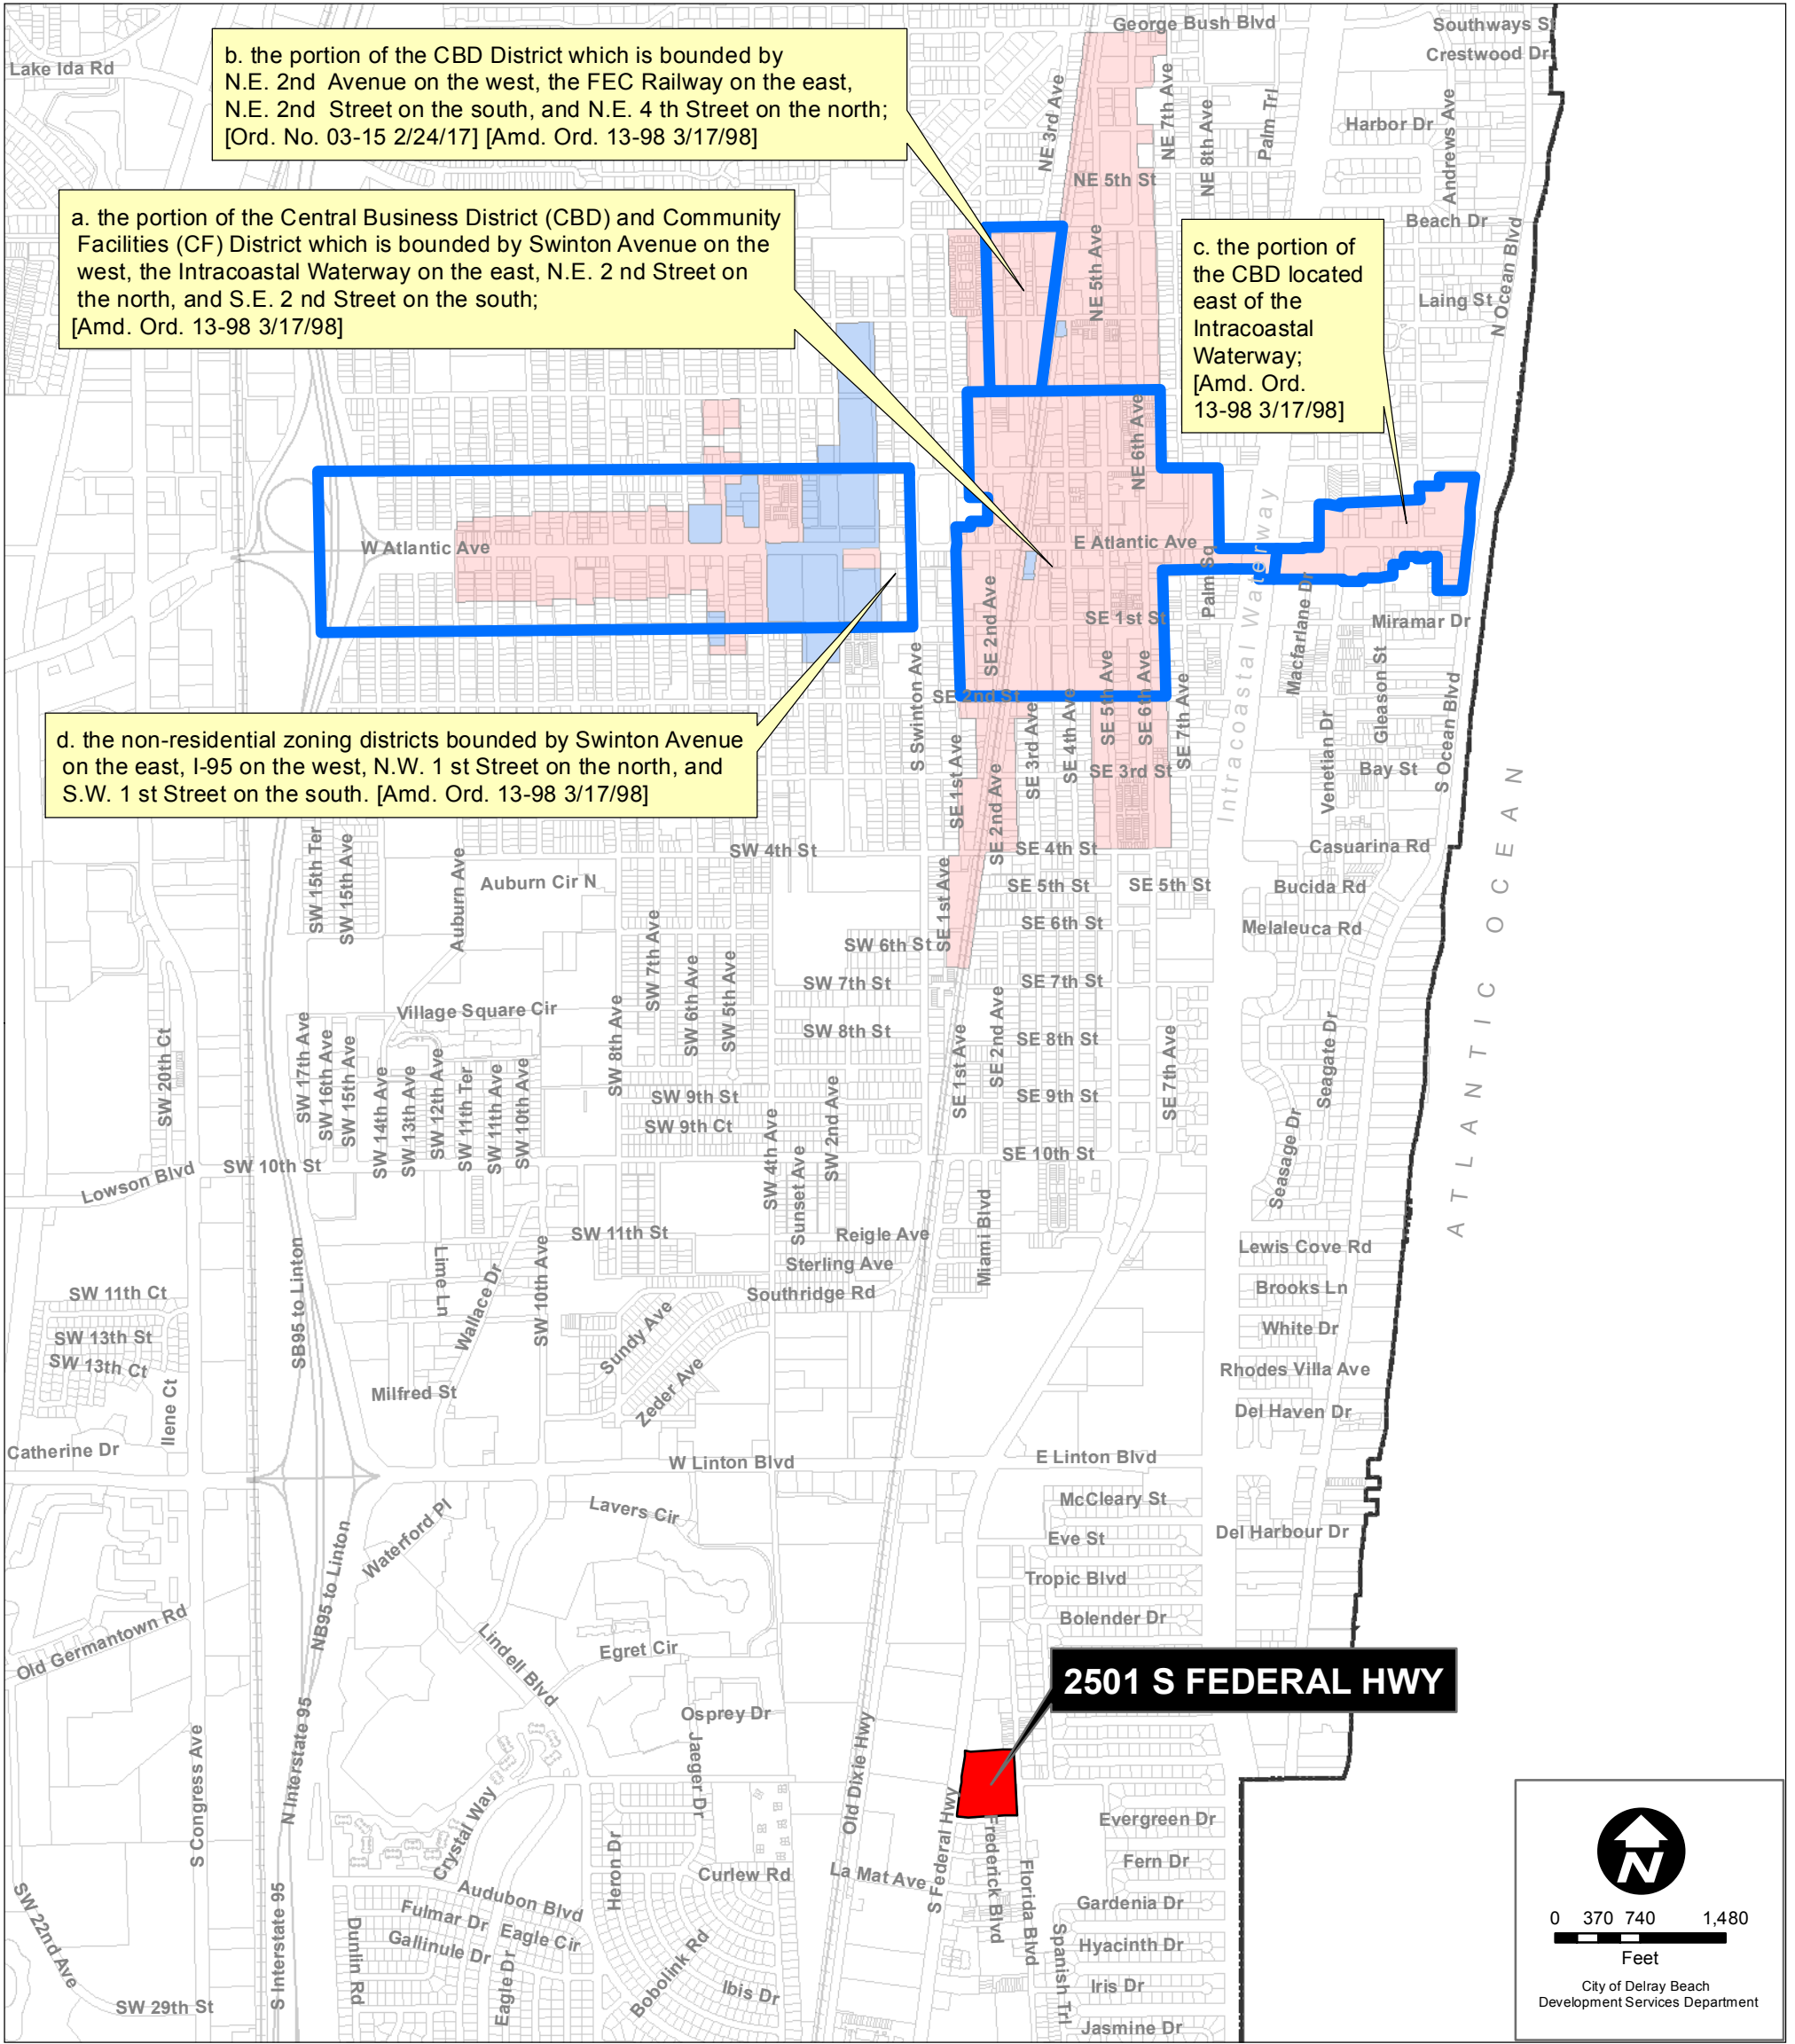 George Bush Blvd
Southways St
Crestwood Dr
Lake Ida Rd
b. the portion of the CBD District which is bounded by
N.E. 2nd Avenue on the west, the FEC Railway on the east,
N.E. 2nd Street on the south, and N.E. 4 th Street on the north;
[Ord. No. 03-15 2/24/17] [Amd. Ord. 13-98 3/17/98]
NE 3rd Ave
NE 7th Ave
NE 8th Ave
Palm Trl
Harbor Dr
Andrews Ave
NE 5th St
a. the portion of the Central Business District (CBD) and Community
Facilities (CF) District which is bounded by Swinton Avenue on the
west, the Intracoastal Waterway on the east, N.E. 2 nd Street on
the north, and S.E. 2 nd Street on the south;
[Amd. Ord. 13-98 3/17/98]
NE 5th Ave
c. the portion of
the CBD located
east of the
Intracoastal
Waterway;
[Amd. Ord.
13-98 3/17/98]
Beach Dr
Laing St
N Ocean Blvd
NE 6th Ave
W Atlantic Ave
E Atlantic Ave
Palm Sq
Intracoastal Waterway
Macfarlane Dr
SE 2nd Ave
SE 1st St
Miramar Dr
S Swinton Ave
SE 2nd St
SE 5th Ave
SE 6th Ave
SE 7th Ave
SE 4th Ave
SE 3rd Ave
Gleason St
Venetian Dr
S Ocean Blvd
d. the non-residential zoning districts bounded by Swinton Avenue
on the east, I-95 on the west, N.W. 1 st Street on the north, and
S.W. 1 st Street on the south. [Amd. Ord. 13-98 3/17/98]
SE 1st Ave
SE 2nd Ave
SE 3rd St
Bay St
ATLANTIC OCEAN
SW 15th Ter
SW 15th Ave
Auburn Ave
Auburn Cir N
SW 4th St
SE 4th St
Casuarina Rd
SE 1st Ave
SE 5th St
SE 5th St
Bucida Rd
SE 6th St
Melaleuca Rd
SW 7th Ave
SW 6th Ave
SW 5th Ave
SW 6th St
SW 7th St
SE 7th St
Village Square Cir
SW 8th St
SE 8th St
SW 20th Ct
SW 17th Ave
SW 16th Ave
SW 15th Ave
SW 14th Ave
SW 13th Ave
SW 12th Ave
SW 11th Ter
SW 11th Ave
SW 10th Ave
SW 8th Ave
SE 1st Ave
SE 2nd Ave
SE 7th Ave
Seagate Dr
SW 9th St
SE 9th St
SW 9th Ct
SW 4th Ave
Sunset Ave
SW 2nd Ave
Seasage Dr
Lowson Blvd
SW 10th St
SE 10th St
Miami Blvd
SW 11th St
Reigle Ave
Lewis Cove Rd
Sterling Ave
SB95 to Linton
Lime Ln
Wallace Dr
SW 10th Ave
Southridge Rd
Brooks Ln
SW 11th Ct
SW 13th St
SW 13th Ct
Sundy Ave
White Dr
Ilene Ct
Milfred St
Zeder Ave
Rhodes Villa Ave
Del Haven Dr
Catherine Dr
W Linton Blvd
E Linton Blvd
Waterford Pl
Lavers Cir
McCleary St
Eve St
Del Harbour Dr
NB95 to Linton
Tropic Blvd
Bolender Dr
Old Germantown Rd
Lindell Blvd
Egret Cir
2501 S FEDERAL HWY
Osprey Dr
Jaeger Dr
Old Dixie Hwy
S Congress Ave
N Interstate 95
Crystal Way
S Federal Hwy
Frederick Blvd
Florida Blvd
Evergreen Dr
Heron Dr
Curlew Rd
La Mat Ave
Fern Dr
SW 22nd Ave
S Interstate 95
Dunlin Rd
Audubon Blvd
Fulmar Dr
Eagle Cir
Gallinule Dr
Eagle Dr
Bobolink Rd
Ibis Dr
Gardenia Dr
Spanish Trl
Hyacinth Dr
Iris Dr
Jasmine Dr
SW 29th St
N
0 370 740 1,480
Feet
City of Delray Beach
Development Services Department